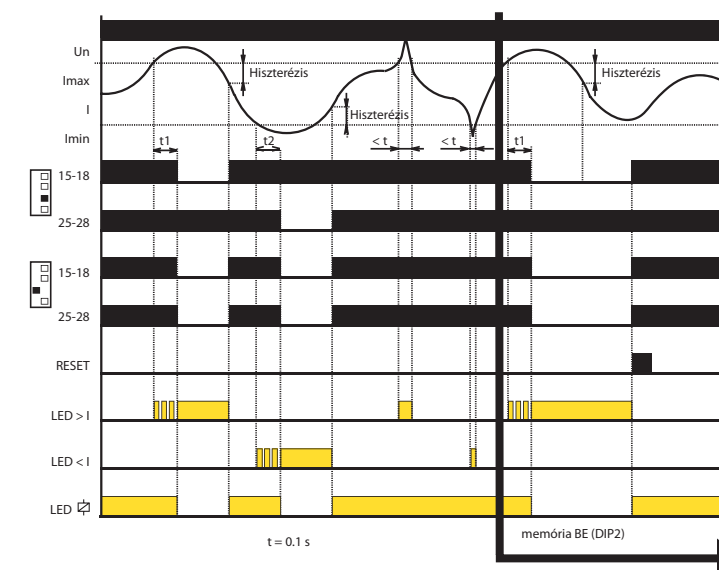 Un
Imax
Hiszterézis
Hiszterézis
I
Hiszterézis
Imin
t1
t2
< t
< t
t1
15-18
25-28
15-18
25-28
RESET
LED > I
LED < I
LED
t = 0.1 s
memória BE (DIP2)